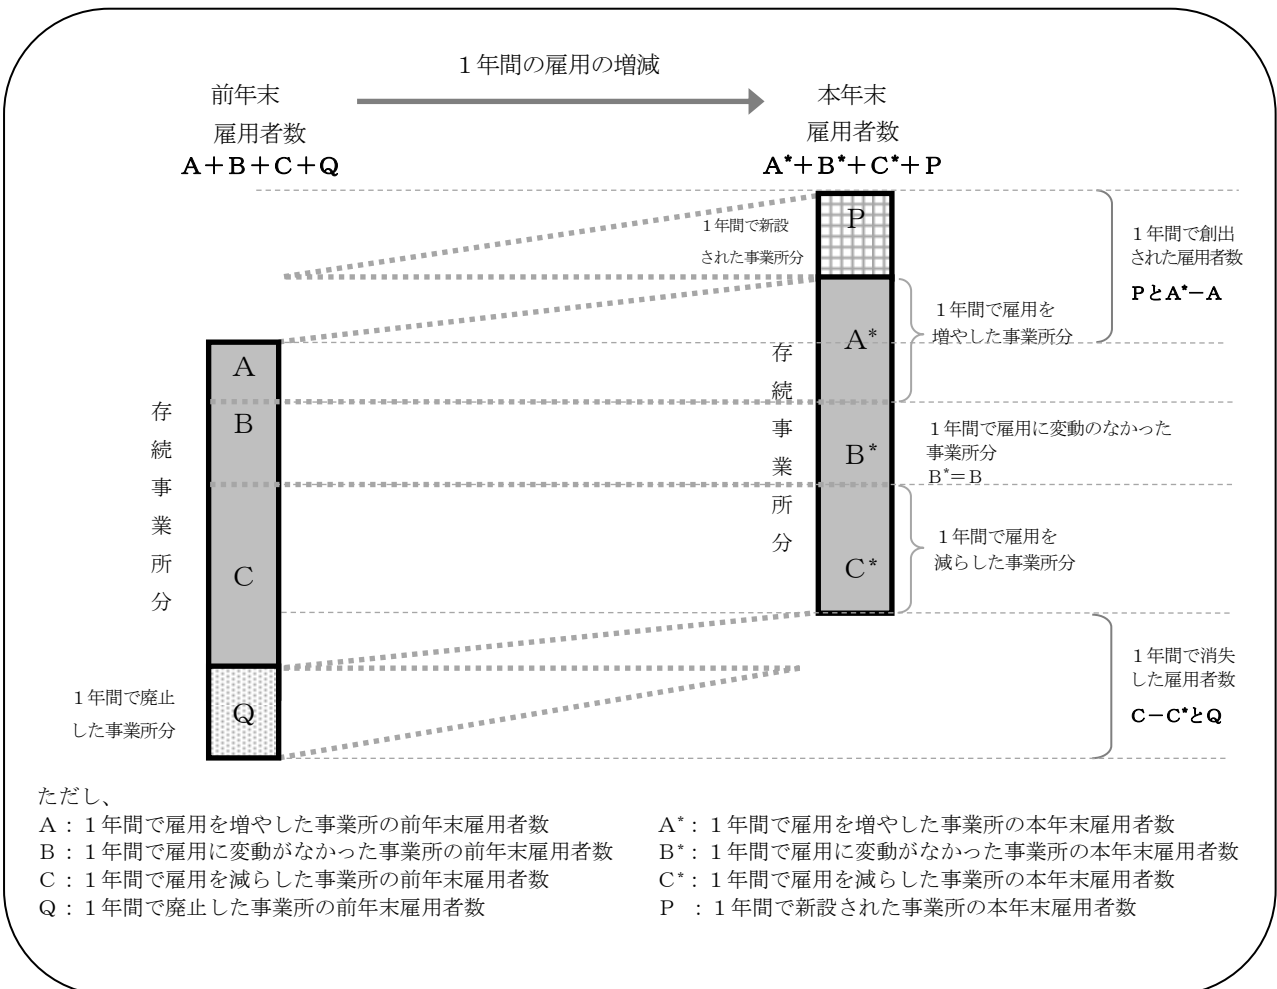 １年間の雇用の増減
前年末
雇用者数
A＋B＋C＋Q
本年末
雇用者数
A*＋B*＋C*＋P
P
１年間で新設
された事業所分
１年間で創出
された雇用者数
PとA*－A
１年間で雇用を
増やした事業所分
A
B
C
Q
存続事業所分
A*
B*
C*
存続事業所分
１年間で雇用に変動のなかった
事業所分
B*＝B
１年間で雇用を
減らした事業所分
１年間で廃止
した事業所分
１年間で消失
した雇用者数
C－C*とQ
ただし、
A：１年間で雇用を増やした事業所の前年末雇用者数
B：１年間で雇用に変動がなかった事業所の前年末雇用者数
C：１年間で雇用を減らした事業所の前年末雇用者数
Q：１年間で廃止した事業所の前年末雇用者数
A*：１年間で雇用を増やした事業所の本年末雇用者数
B*：１年間で雇用に変動がなかった事業所の本年末雇用者数
C*：１年間で雇用を減らした事業所の本年末雇用者数
P ：１年間で新設された事業所の本年末雇用者数